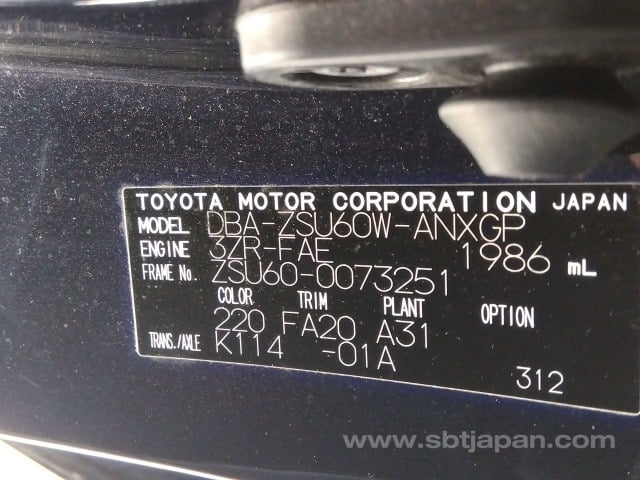 TOYOTA MOTOR CORPORATION JAPAN
MODEL DBA-ZSU60W-ANXGP
ENGINE 3ZR-FAE 1986 mL
FRAME No. ZSU60-0073251
COLOR TRIM PLANT OPTION
220 FA20 A31
TRANS./AXLE K114 -01A
312
www.sbtjapan.com